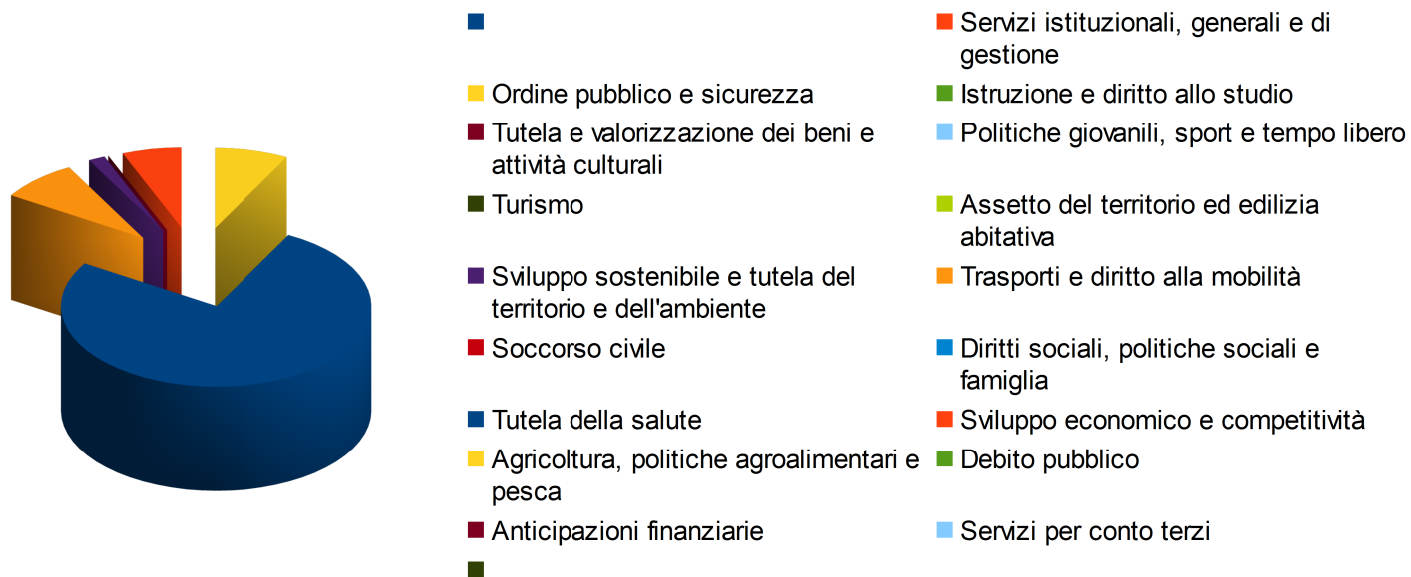 Servizi istituzionali, generali e di
gestione
Ordine pubblico e sicurezza
Istruzione e diritto allo studio
Tutela e valorizzazione dei beni e
attività culturali
Politiche giovanili, sport e tempo libero
Turismo
Assetto del territorio ed edilizia
abitativa
Sviluppo sostenibile e tutela del
territorio e dell'ambiente
Trasporti e diritto alla mobilità
Soccorso civile
Diritti sociali, politiche sociali e
famiglia
Tutela della salute
Sviluppo economico e competitività
Agricoltura, politiche agroalimentari e
pesca
Debito pubblico
Anticipazioni finanziarie
Servizi per conto terzi